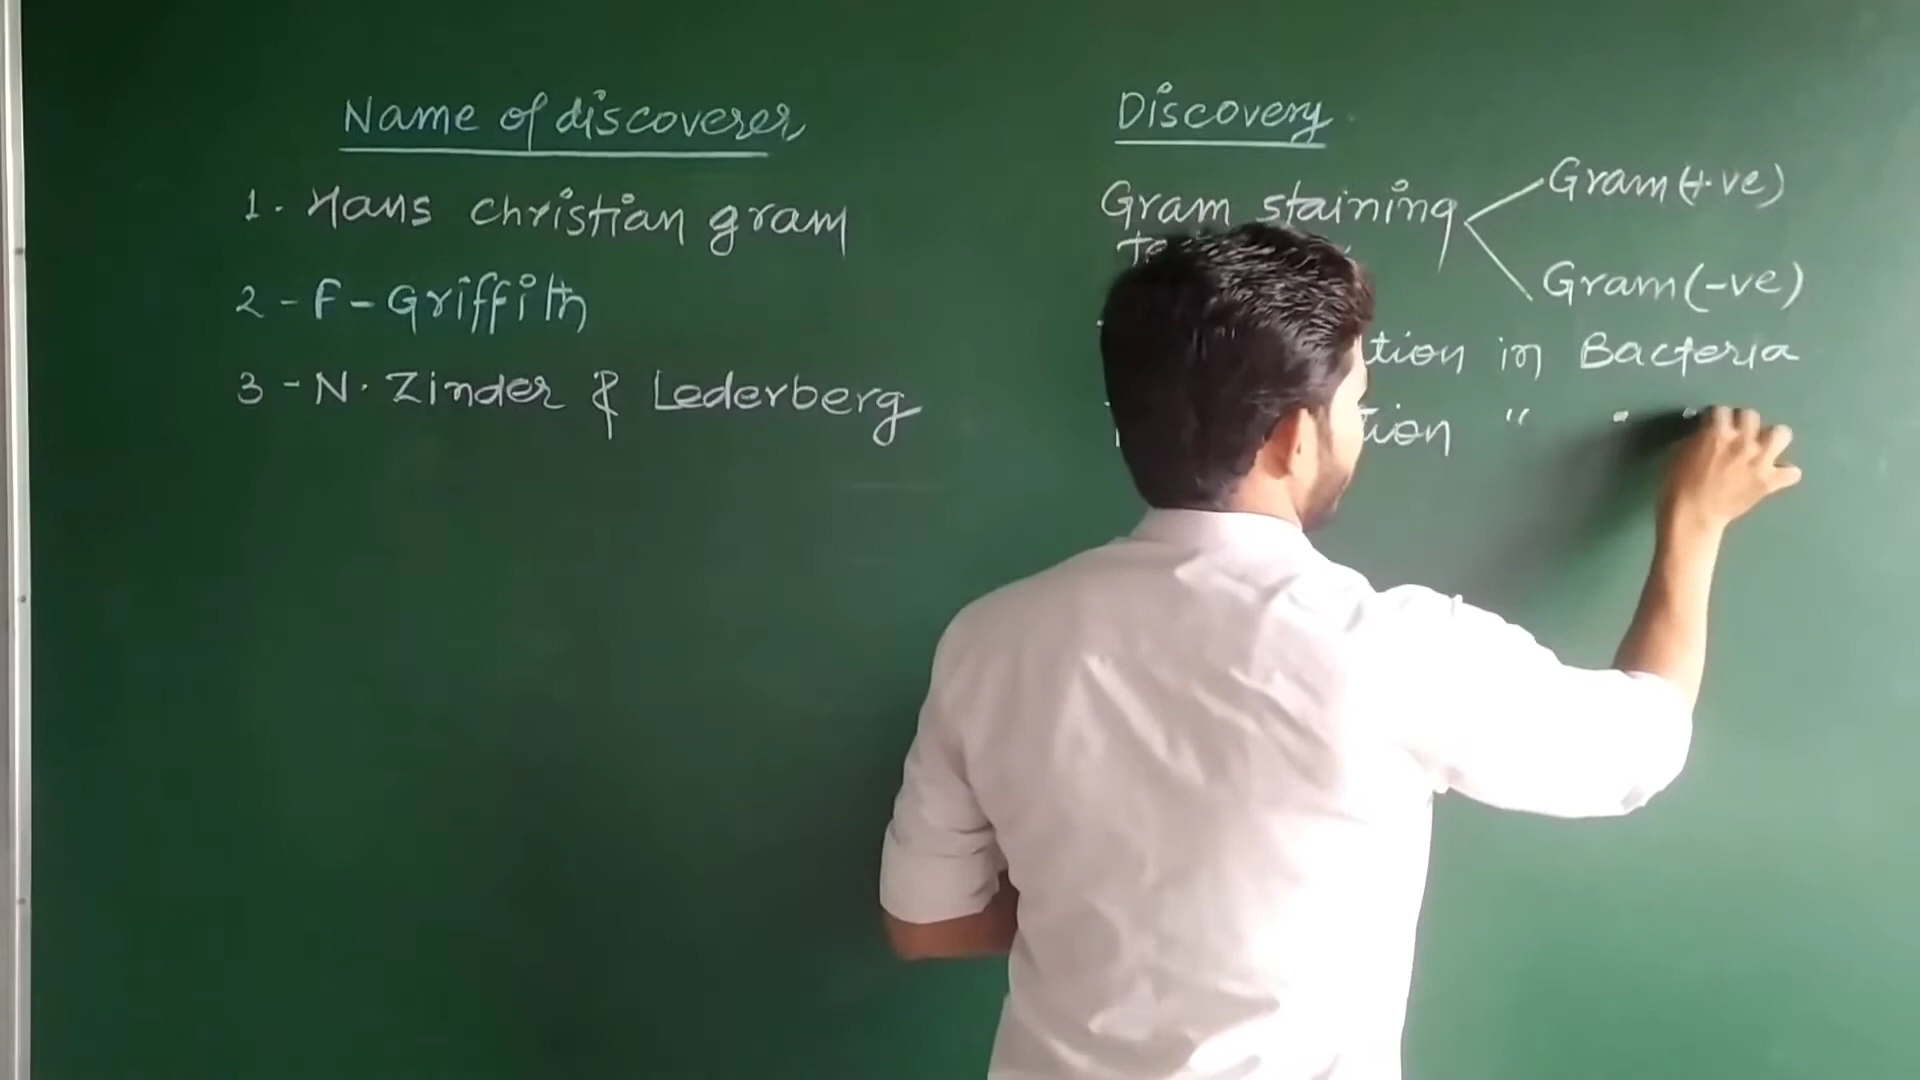 Name of discoverer
Discovery
1. Hans christian gram
Gram staining
Gram (+ve)
Gram (-ve)
2 - F - Griffith
tion in Bacteria
3 - N. Zinder & Lederberg
tion " "